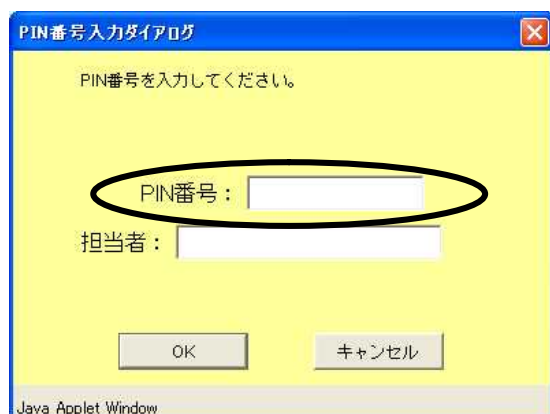 PIN番号入力ダイアログ
PIN番号を入力してください。
PIN番号：
担当者：
OK キャンセル
Java Applet Window